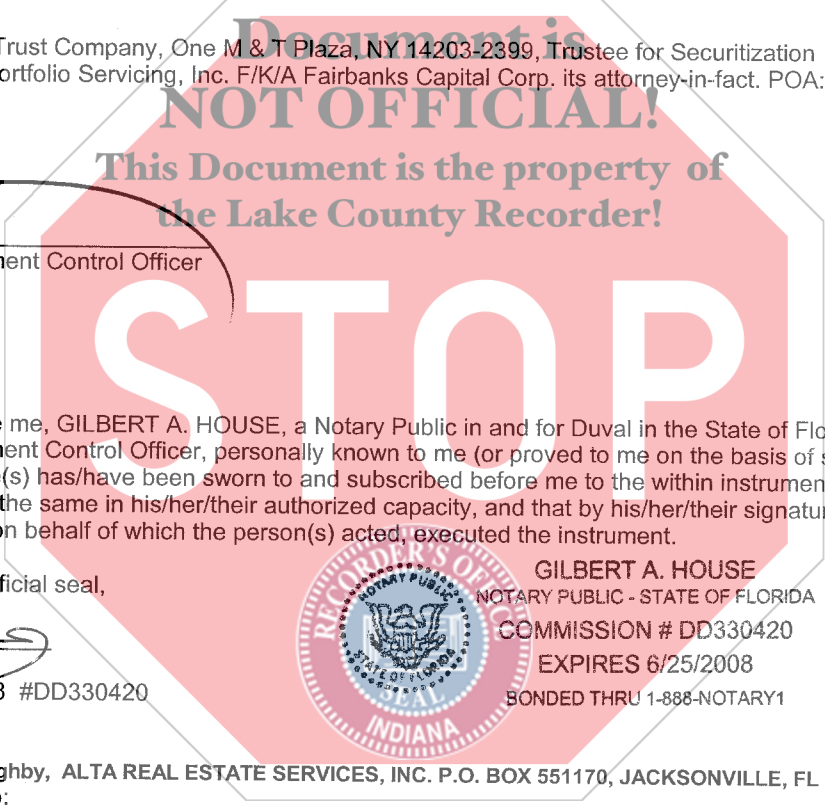 Document is
Trust Company, One M & T Plaza, NY 14203-2399, Trustee for Securitization
ortfolio Servicing, Inc. F/K/A Fairbanks Capital Corp. its attorney-in-fact. POA:
NOT OFFICIAL!
This Document is the property of
the Lake County Recorder!
ent Control Officer
STOP
me, GILBERT A. HOUSE, a Notary Public in and for Duval in the State of Flo
ent Control Officer, personally known to me (or proved to me on the basis of s
(s) has/have been sworn to and subscribed before me to the within instrumen
the same in his/her/their authorized capacity, and that by his/her/their signatu
n behalf of which the person(s) acted, executed the instrument.
ficial seal,
RECORDER'S OFFICE
NOTARY PUBLIC
STATE OF FLORIDA
SEAL
INDIANA
GILBERT A. HOUSE
NOTARY PUBLIC - STATE OF FLORIDA
COMMISSION # DD330420
EXPIRES 6/25/2008
BONDED THRU 1-888-NOTARY1
#DD330420
ghby, ALTA REAL ESTATE SERVICES, INC. P.O. BOX 551170, JACKSONVILLE, FL